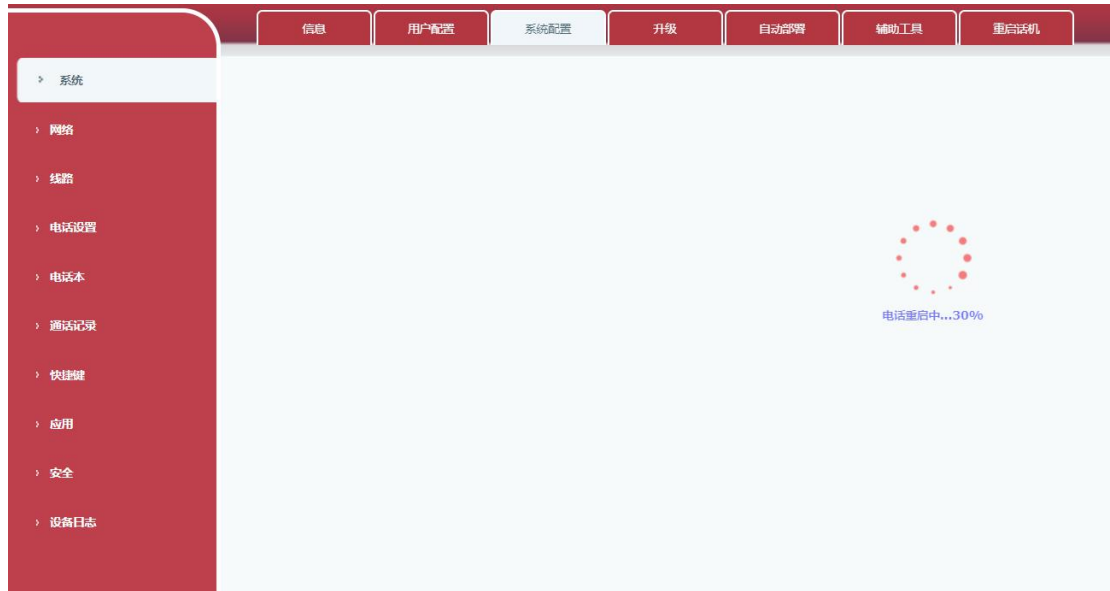 信息 用户配置 系统配置 升级 自动部署 辅助工具 重启话机
系统
网络
线路
电话设置
电话本
通话记录
快捷健
应用
安全
设备日志
电话重启中...30%